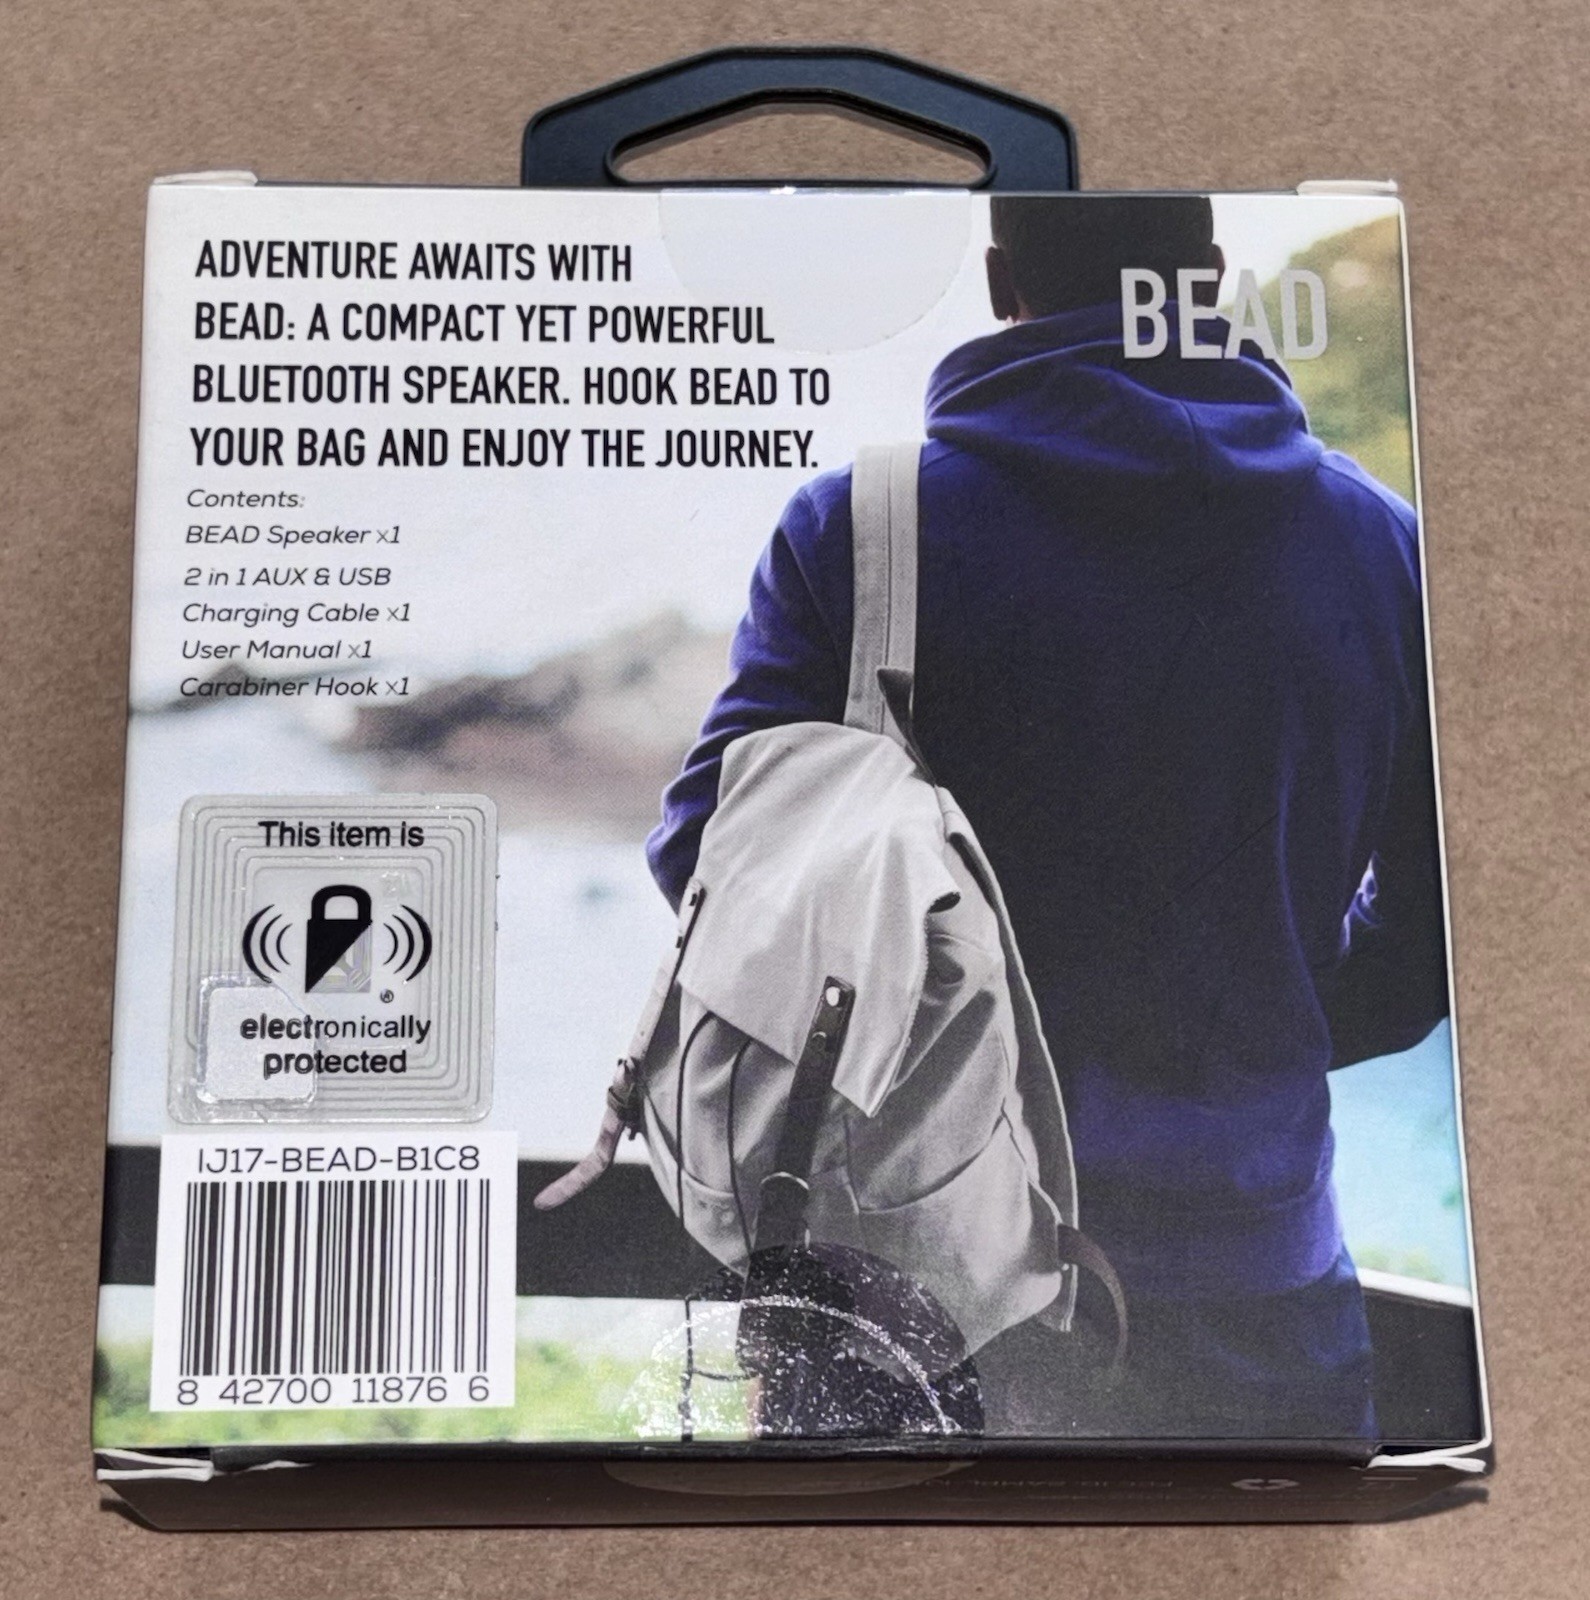 ADVENTURE AWAITS WITH
BEAD: A COMPACT YET POWERFUL
BLUETOOTH SPEAKER. HOOK BEAD TO
YOUR BAG AND ENJOY THE JOURNEY.
BEAD
Contents:
BEAD Speaker x1
2 in 1 AUX & USB
Charging Cable x1
User Manual x1
Carabiner Hook x1
This item is
®
electronically
protected
IJ17-BEAD-B1C8
8 42700 11876 6